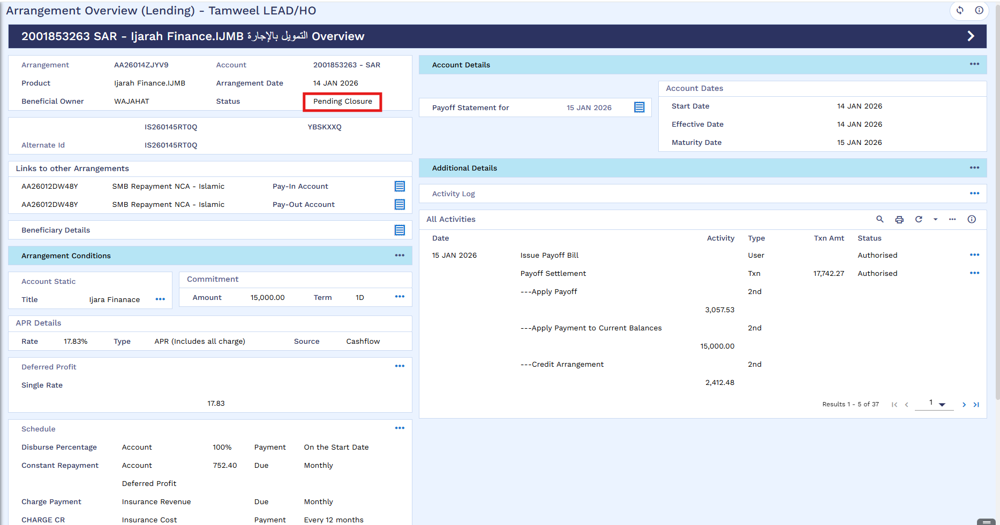 Arrangement Overview (Lending) - Tamweel LEAD/HO
2001853263 SAR - Ijarah Finance.IJMB التمويل بالإجارة Overview
Arrangement AA26014ZJYV9 Account 2001853263 - SAR
Product Ijarah Finance.IJMB Arrangement Date 14 JAN 2026
Beneficial Owner WAJAHAT Status Pending Closure
IS260145RT0Q YBSKXXQ
Alternate Id IS260145RT0Q
Links to other Arrangements
AA26012DW48Y SMB Repayment NCA - Islamic Pay-In Account
AA26012DW48Y SMB Repayment NCA - Islamic Pay-Out Account
Beneficiary Details
Arrangement Conditions
Account Static
Title Ijara Finanace
Commitment
Amount 15,000.00 Term 1D
APR Details
Rate 17.83% Type APR (Includes all charge) Source Cashflow
Deferred Profit
Single Rate
17.83
Schedule
Disburse Percentage Account 100% Payment On the Start Date
Constant Repayment Account 752.40 Due Monthly
Deferred Profit
Charge Payment Insurance Revenue Due Monthly
CHARGE CR Insurance Cost Payment Every 12 months
Account Details
Payoff Statement for 15 JAN 2026
Account Dates
Start Date 14 JAN 2026
Effective Date 14 JAN 2026
Maturity Date 15 JAN 2026
Additional Details
Activity Log
All Activities
Date Activity Type Txn Amt Status
15 JAN 2026 Issue Payoff Bill User Authorised
Payoff Settlement Txn 17,742.27 Authorised
---Apply Payoff 2nd
3,057.53
---Apply Payment to Current Balances 2nd
15,000.00
---Credit Arrangement 2nd
2,412.48
Results 1 - 5 of 37 1